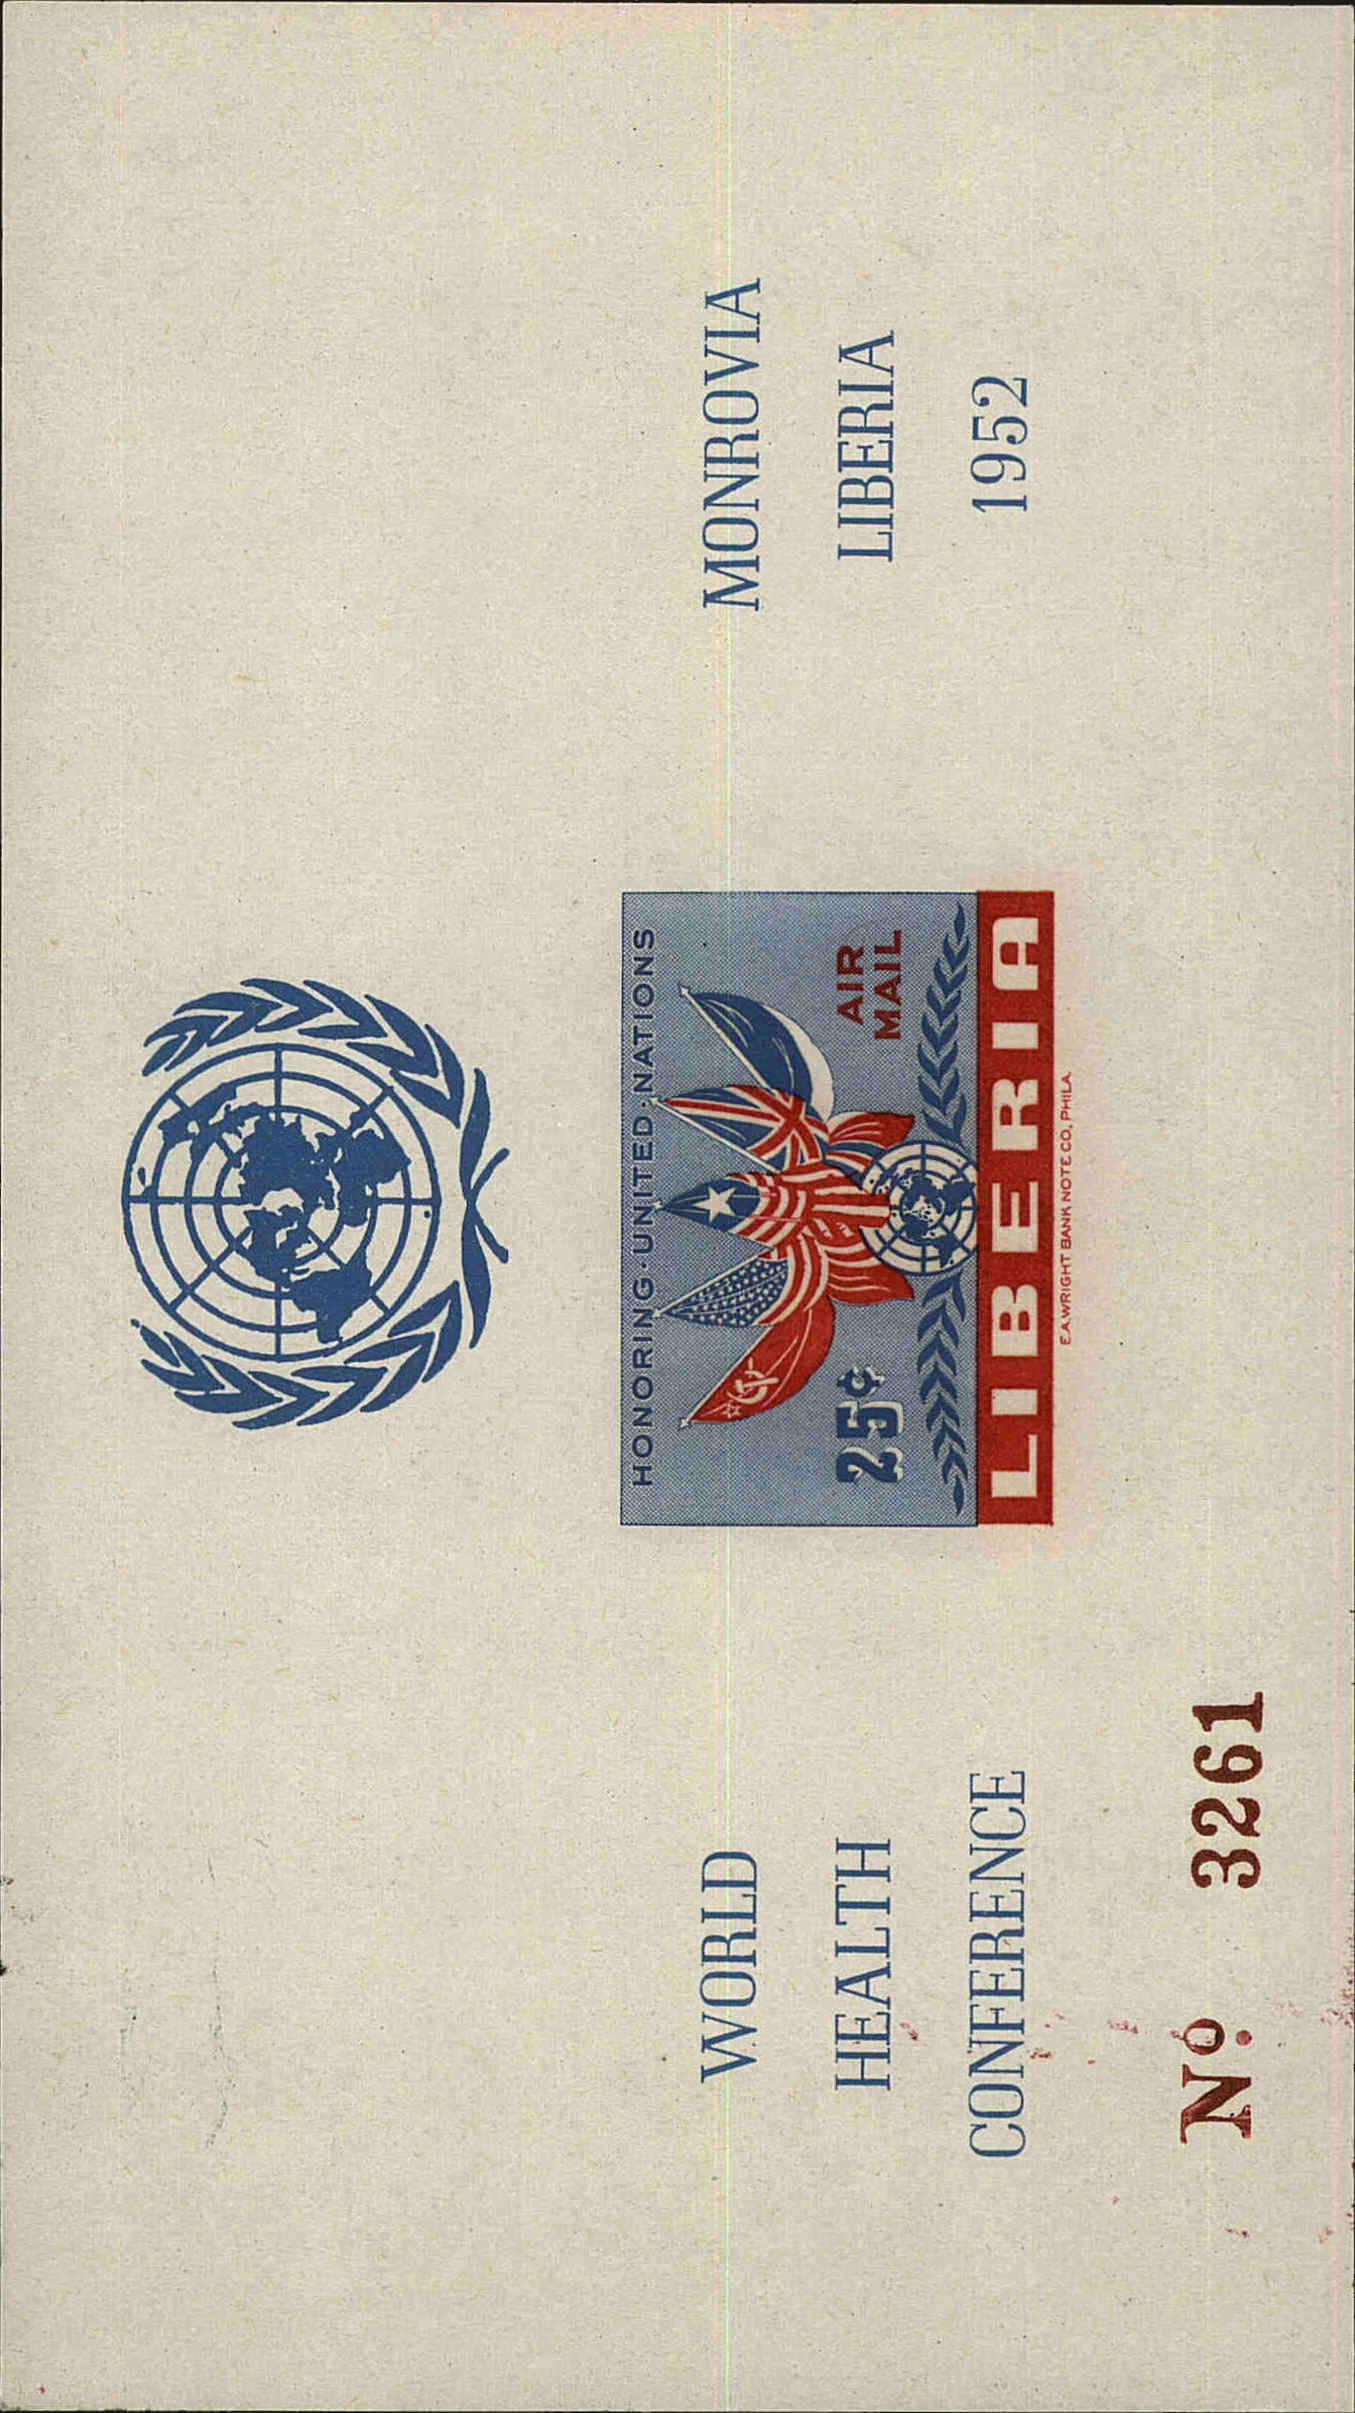 HONORING·UNITED·NATIONS
AIR
MAIL
25¢
LIBERIA
E.A.WRIGHT BANK NOTE CO., PHILA.
WORLD
HEALTH
CONFERENCE
MONROVIA
LIBERIA
1952
Nº 3261